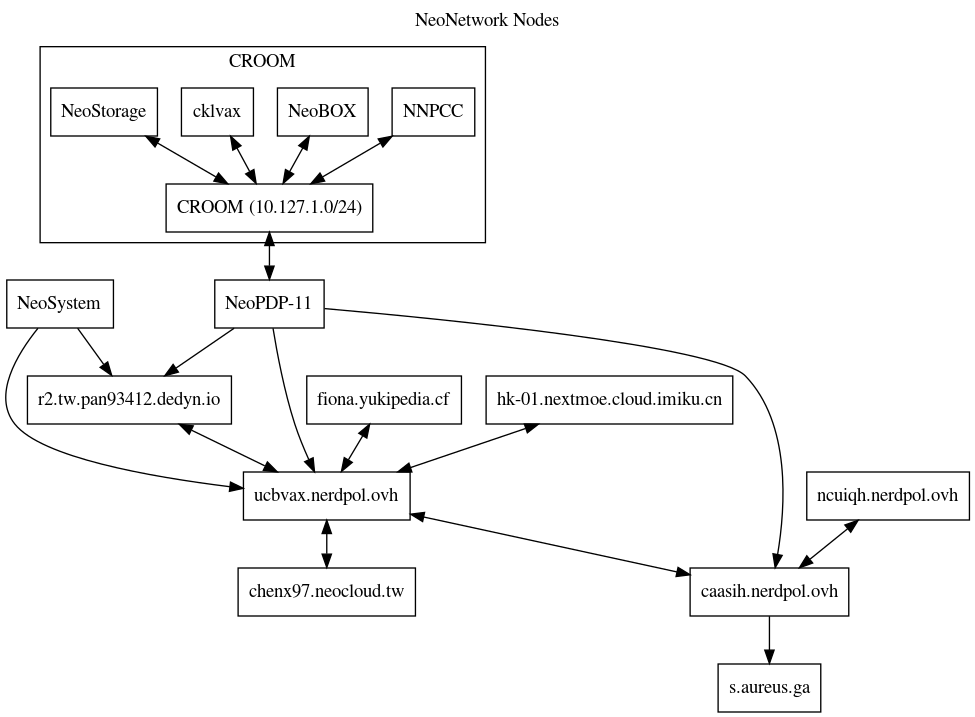 NeoNetwork Nodes
CROOM
NeoStorage
cklvax
NeoBOX
NNPCC
CROOM (10.127.1.0/24)
NeoSystem
NeoPDP-11
r2.tw.pan93412.dedyn.io
fiona.yukipedia.cf
hk-01.nextmoe.cloud.imiku.cn
ucbvax.nerdpol.ovh
ncuiqh.nerdpol.ovh
chenx97.neocloud.tw
caasih.nerdpol.ovh
s.aureus.ga